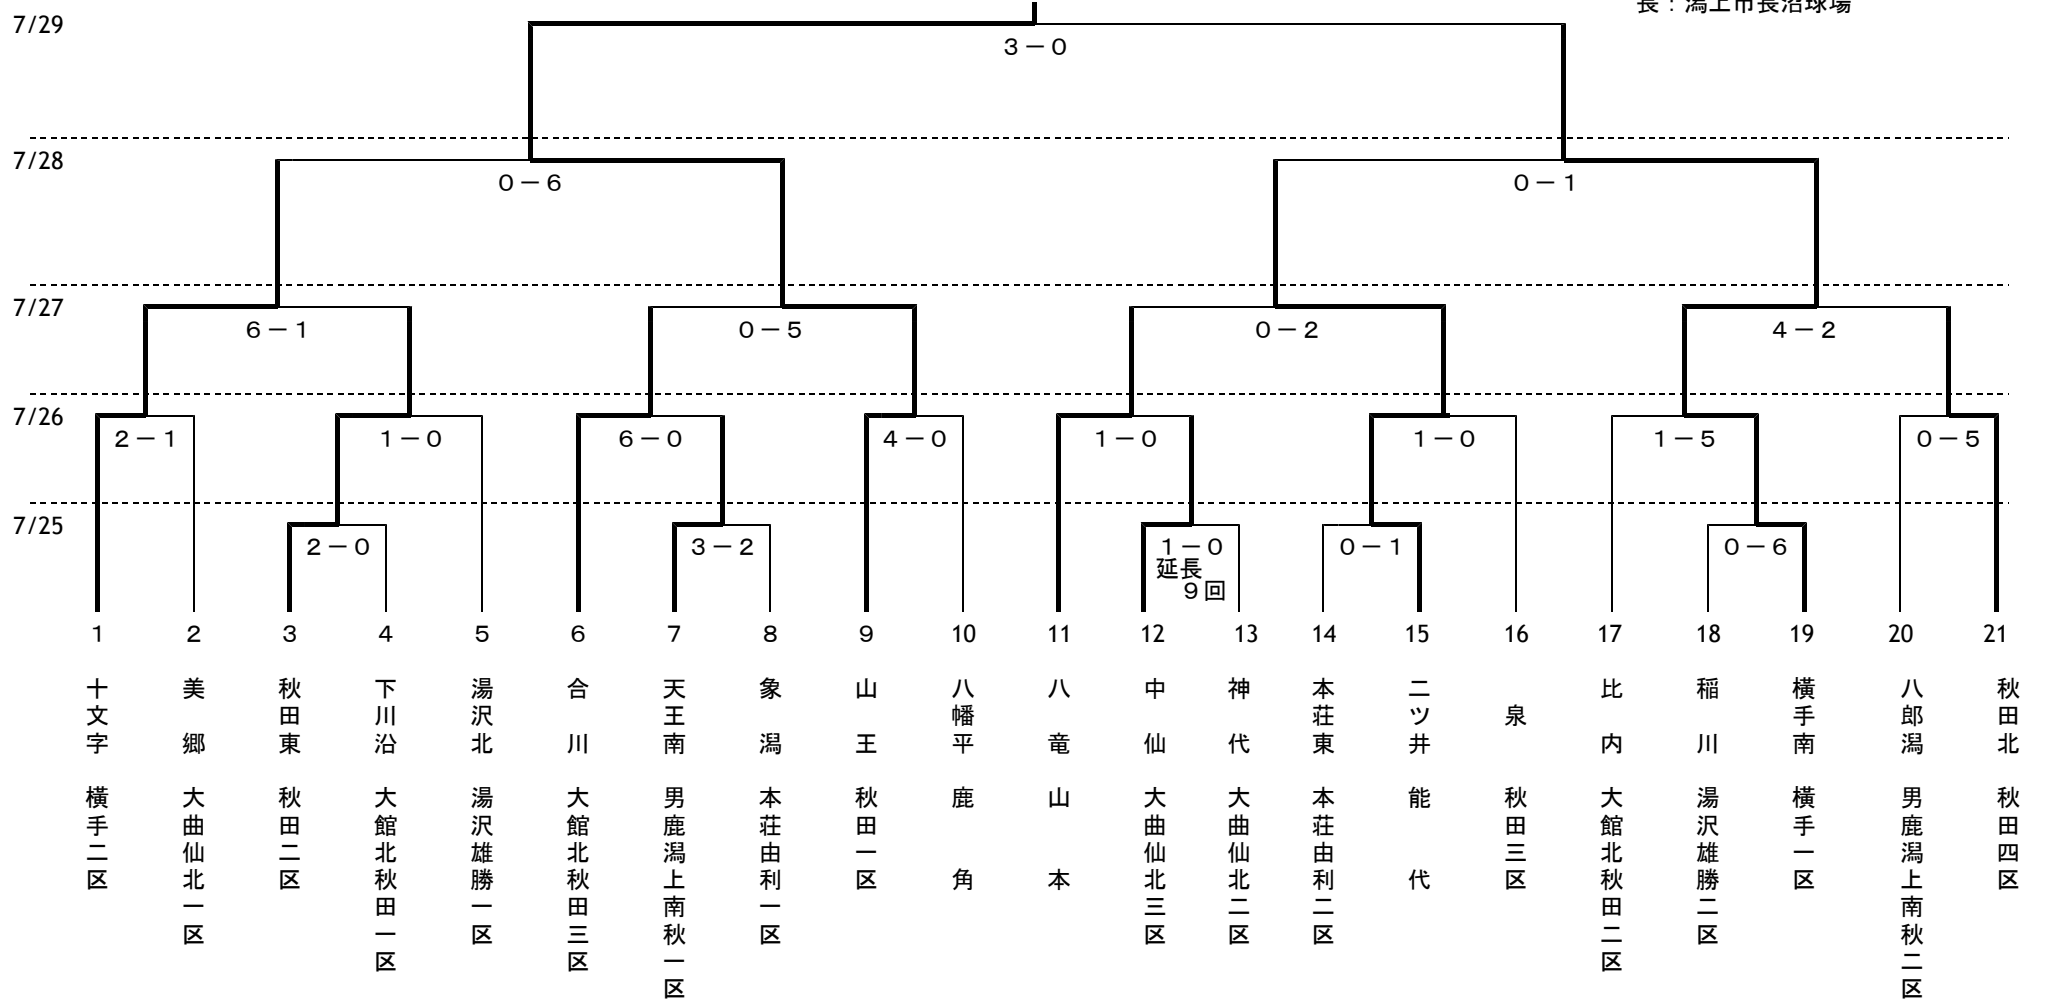 長：潟上市長沼球場
7/29
3－0
7/28
0－6
0－1
7/27
6－1
0－5
0－2
4－2
7/26
2－1
1－0
6－0
4－0
1－0
1－0
1－5
0－5
7/25
2－0
3－2
1－0
延長
9回
0－1
0－6
1 2 3 4 5 6 7 8 9 10 11 12 13 14 15 16 17 18 19 20 21
十文字 横手二区
美郷 大曲仙北一区
秋田東 秋田二区
下川沿 大館北秋田一区
湯沢北 湯沢雄勝一区
合川 大館北秋田三区
天王南 男鹿潟上南秋一区
象潟 本荘由利一区
山王 秋田一区
八幡平 鹿角
八竜 山本
中仙 大曲仙北三区
神代 大曲仙北二区
本荘東 本荘由利二区
二ツ井 能代
泉 秋田三区
比内 大館北秋田二区
稲川 湯沢雄勝二区
横手南 横手一区
八郎潟 男鹿潟上南秋二区
秋田北 秋田四区